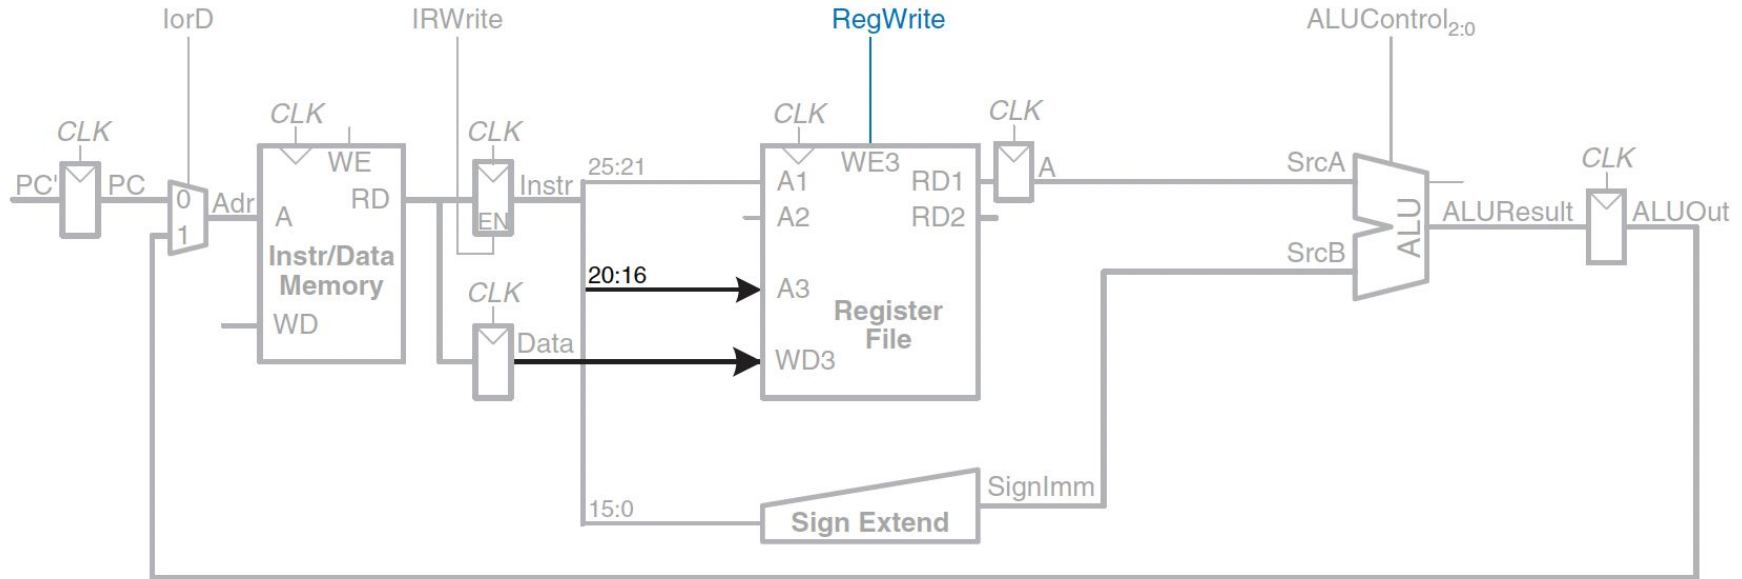 IorD
IRWrite
RegWrite
ALUControl2:0
CLK
CLK
CLK
CLK
CLK
CLK
PC'
PC
0
1
Adr
WE
RD
A
Instr/Data
Memory
WD
EN
Instr
CLK
Data
25:21
20:16
15:0
WE3
A1
RD1
A2
RD2
A3
Register
File
WD3
A
Sign Extend
SignImm
SrcA
SrcB
ALU
ALUResult
ALUOut